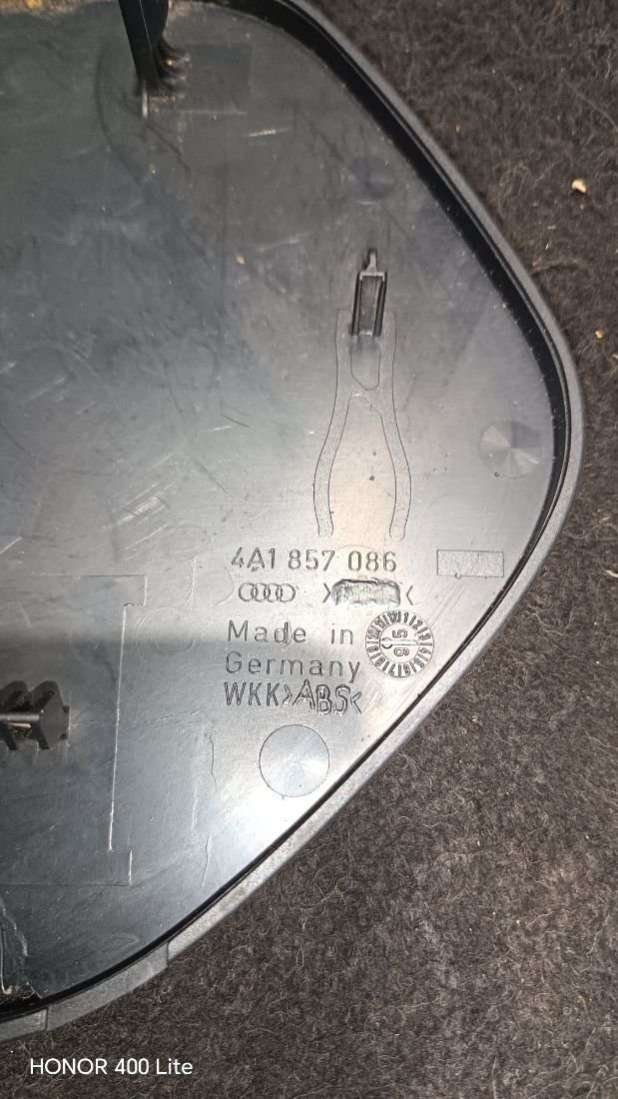 4A1 857 086
> <
Made in
Germany
WKK>ABS<
HONOR 400 Lite